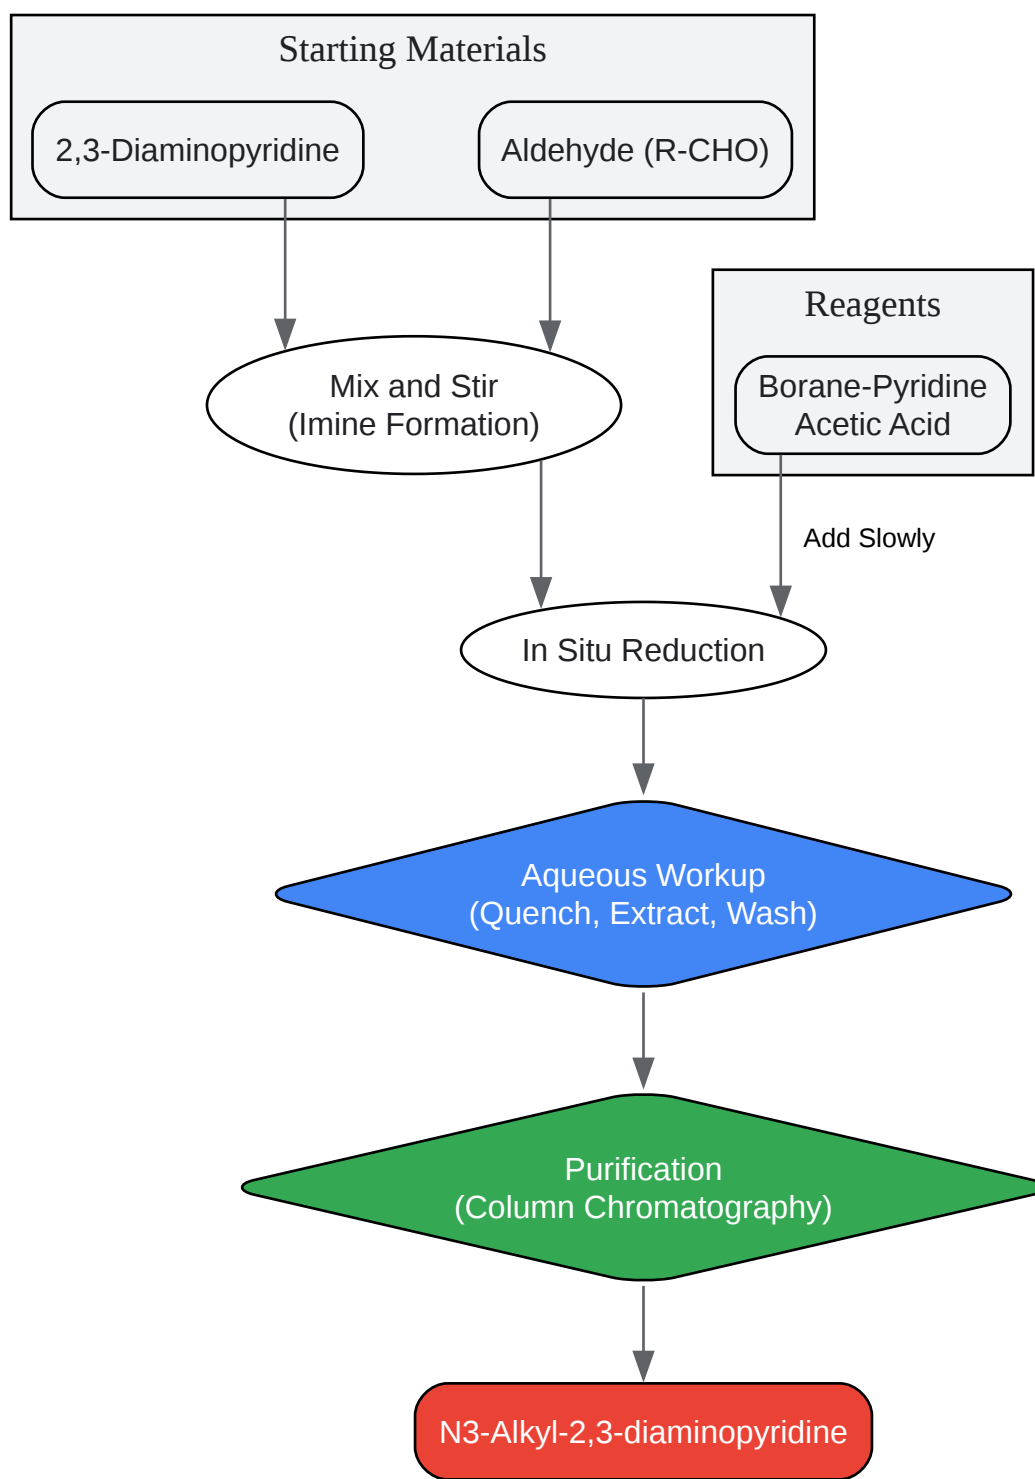 Starting Materials
2,3-Diaminopyridine
Aldehyde (R-CHO)
Reagents
Mix and Stir
(Imine Formation)
Borane-Pyridine
Acetic Acid
Add Slowly
In Situ Reduction
Aqueous Workup
(Quench, Extract, Wash)
Purification
(Column Chromatography)
N3-Alkyl-2,3-diaminopyridine